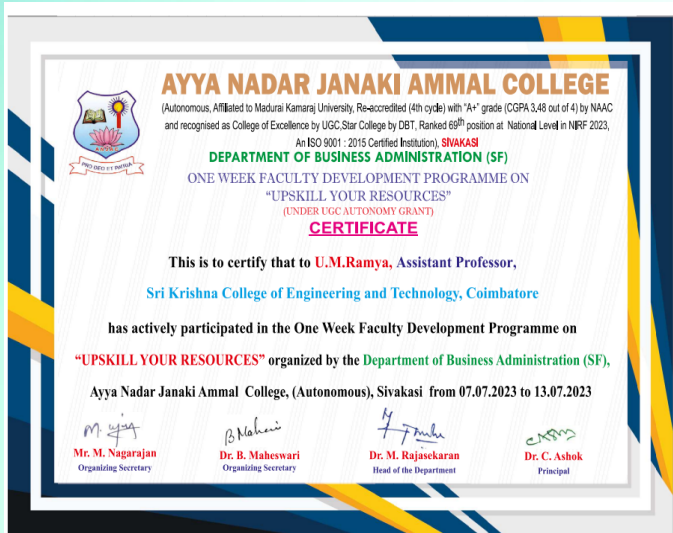 AYYA NADAR JANAKI AMMAL COLLEGE
(Autonomous, Affiliated to Madurai Kamaraj University, Re-accredited (4th cycle) with "A+" grade (CGPA 3.48 out of 4) by NAAC
and recognised as College of Excellence by UGC,Star College by DBT, Ranked 69th position at National Level in NIRF 2023,
An ISO 9001 : 2015 Certified Institution), SIVAKASI
PRO DEO ET PATRIA
DEPARTMENT OF BUSINESS ADMINISTRATION (SF)
ONE WEEK FACULTY DEVELOPMENT PROGRAMME ON
"UPSKILL YOUR RESOURCES"
(UNDER UGC AUTONOMY GRANT)
CERTIFICATE
This is to certify that to U.M.Ramya, Assistant Professor,
Sri Krishna College of Engineering and Technology, Coimbatore
has actively participated in the One Week Faculty Development Programme on
"UPSKILL YOUR RESOURCES" organized by the Department of Business Administration (SF),
Ayya Nadar Janaki Ammal College, (Autonomous), Sivakasi from 07.07.2023 to 13.07.2023
B Maheswari
Mr. M. Nagarajan
Organizing Secretary
Dr. B. Maheswari
Organizing Secretary
Dr. M. Rajasekaran
Head of the Department
Dr. C. Ashok
Principal